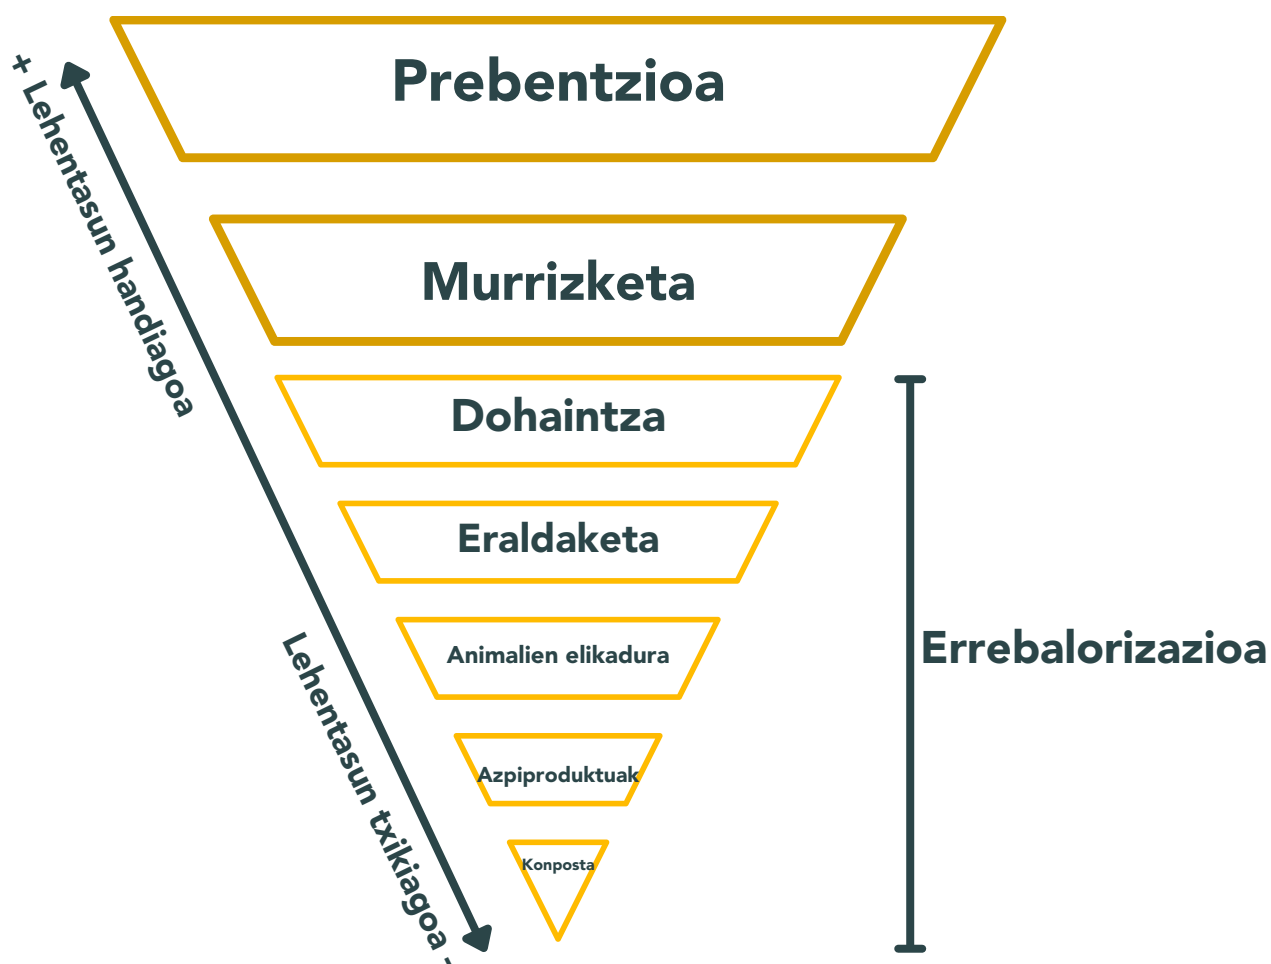 Prebentzioa
+ Lehentasun handiagoa
Murrizketa
Dohaintza
Eraldaketa
Errebalorizazioa
Animalien elikadura
Lehentasun txikiagoa -
Azpiproduktuak
Konposta